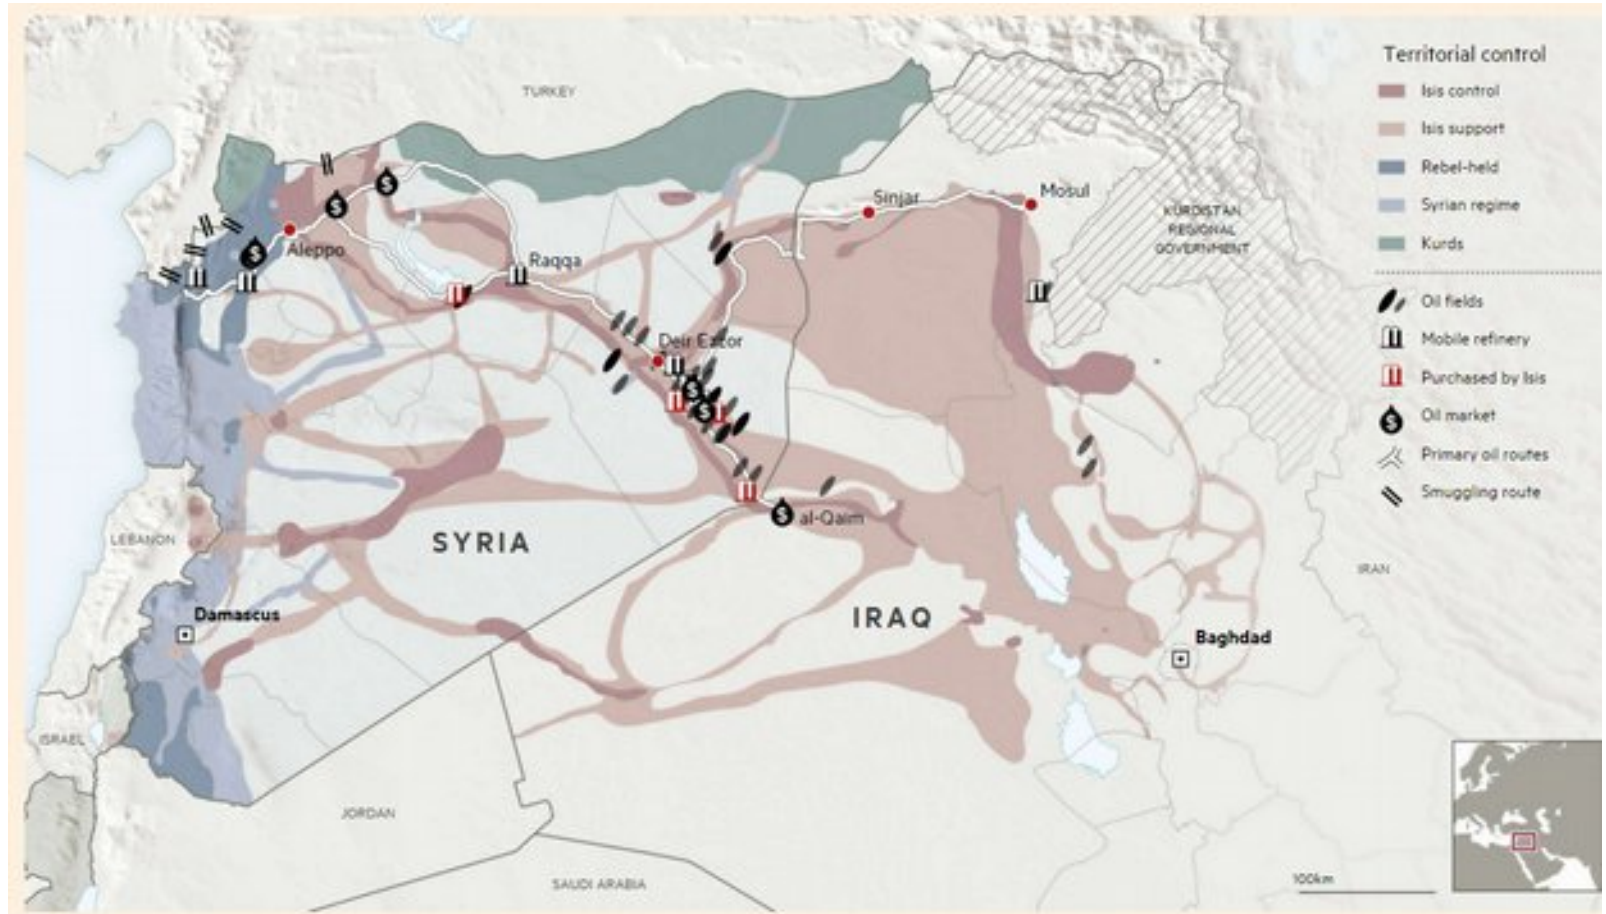 Territorial control
Isis control
Isis support
Rebel-held
Syrian regime
Kurds
Oil fields
Mobile refinery
Purchased by Isis
Oil market
Primary oil routes
Smuggling route
TURKEY
Sinjar
Mosul
KURDISTAN
REGIONAL
GOVERNMENT
Aleppo
Raqqa
Deir Ezzor
al-Qaim
SYRIA
LEBANON
IRAN
IRAQ
Damascus
Baghdad
ISRAEL
JORDAN
SAUDI ARABIA
100km